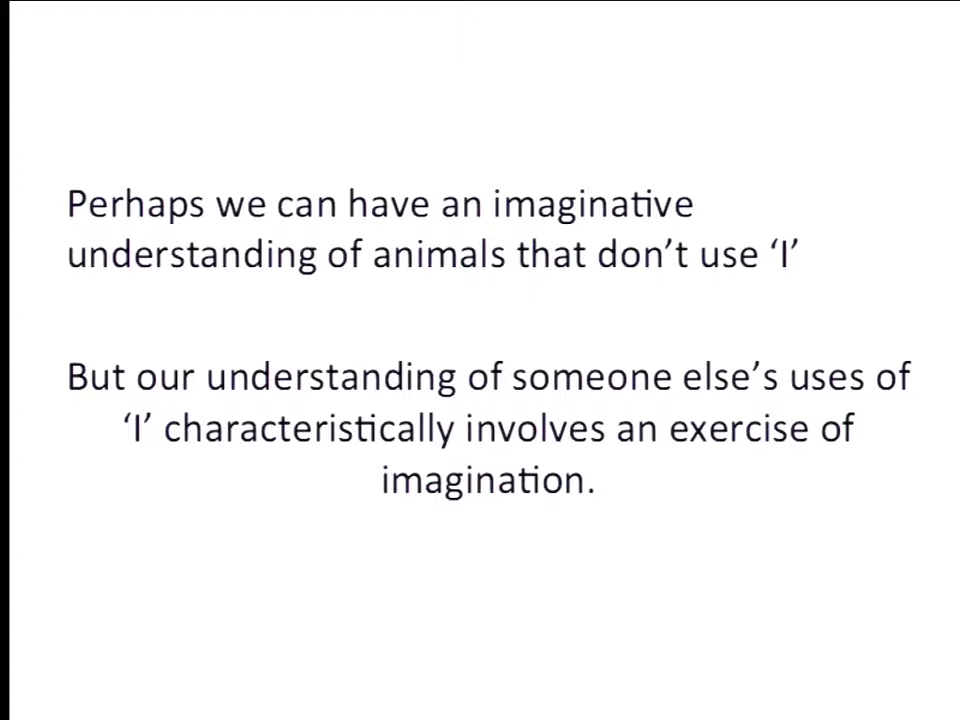 Perhaps we can have an imaginative
understanding of animals that don’t use ‘I’
But our understanding of someone else’s uses of
‘I’ characteristically involves an exercise of
imagination.